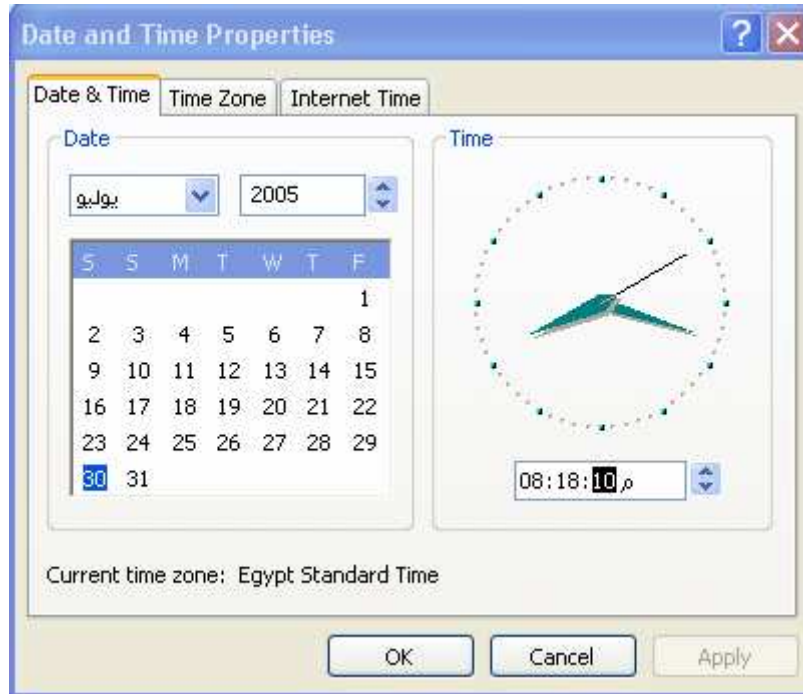 Date and Time Properties
Date & Time Time Zone Internet Time
Date
يوليو 2005
S S M T W T F
1
2 3 4 5 6 7 8
9 10 11 12 13 14 15
16 17 18 19 20 21 22
23 24 25 26 27 28 29
30 31
Time
08:18:10 م
Current time zone: Egypt Standard Time
OK Cancel Apply